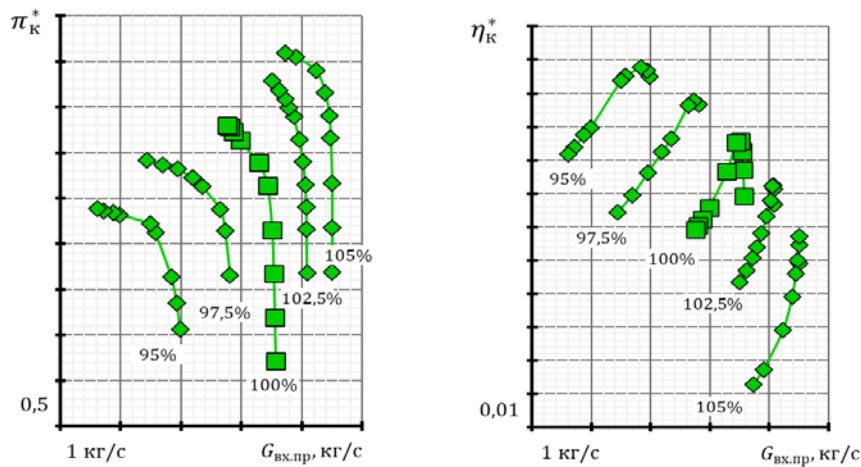 π*к
105%
97,5%
102,5%
95%
100%
0,5
1 кг/с
Gвх.пр, кг/с
η*к
95%
97,5%
100%
102,5%
105%
0,01
1 кг/с
Gвх.пр, кг/с